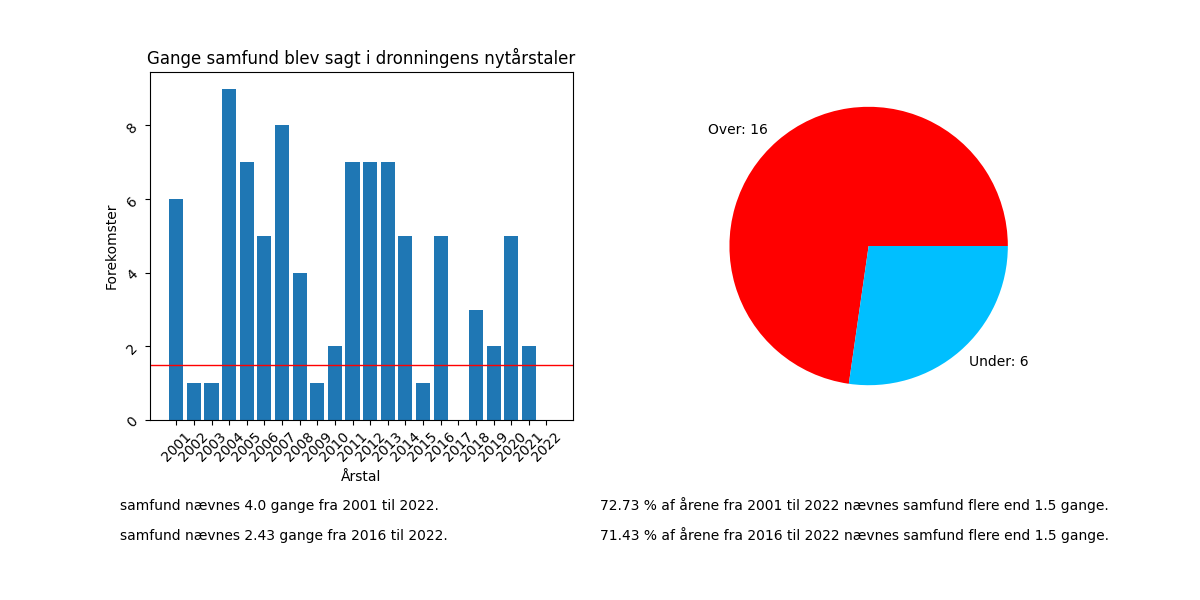 Gange samfund blev sagt i dronningens nytårstaler
Forekomster
8
6
4
2
0
2001 2002 2003 2004 2005 2006 2007 2008 2009 2010 2011 2012 2013 2014 2015 2016 2017 2018 2019 2020 2021 2022
Årstal
Over: 16
Under: 6
samfund nævnes 4.0 gange fra 2001 til 2022.
samfund nævnes 2.43 gange fra 2016 til 2022.
72.73 % af årene fra 2001 til 2022 nævnes samfund flere end 1.5 gange.
71.43 % af årene fra 2016 til 2022 nævnes samfund flere end 1.5 gange.